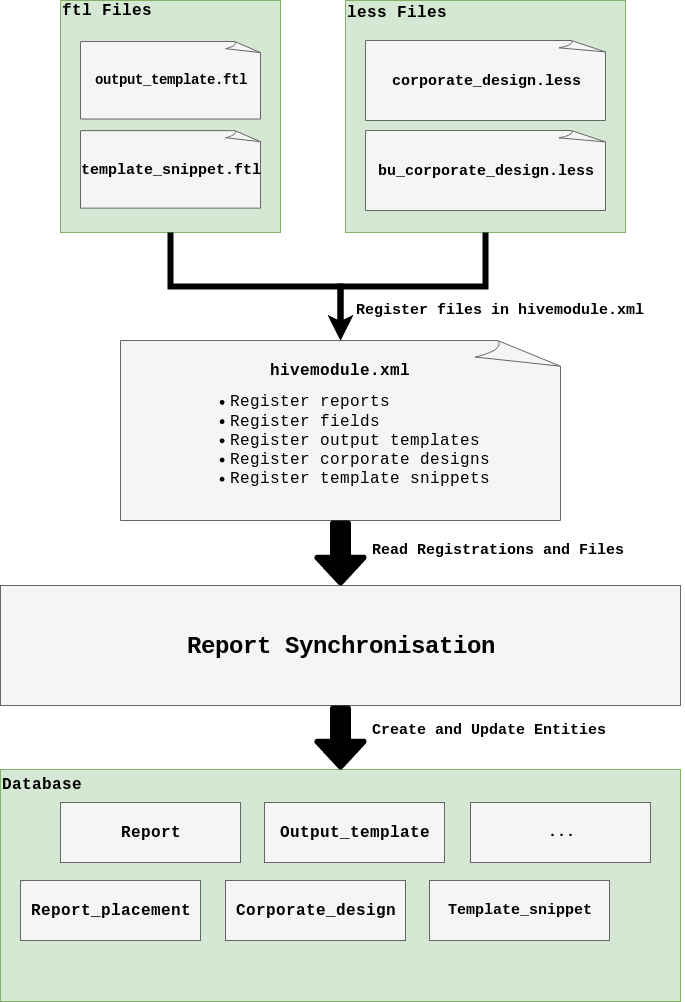 ftl Files
less Files
output_template.ftl
corporate_design.less
template_snippet.ftl
bu_corporate_design.less
Register files in hivemodule.xml
hivemodule.xml
• Register reports
• Register fields
• Register output templates
• Register corporate designs
• Register template snippets
Read Registrations and Files
Report Synchronisation
Create and Update Entities
Database
Report
Output_template
...
Report_placement
Corporate_design
Template_snippet